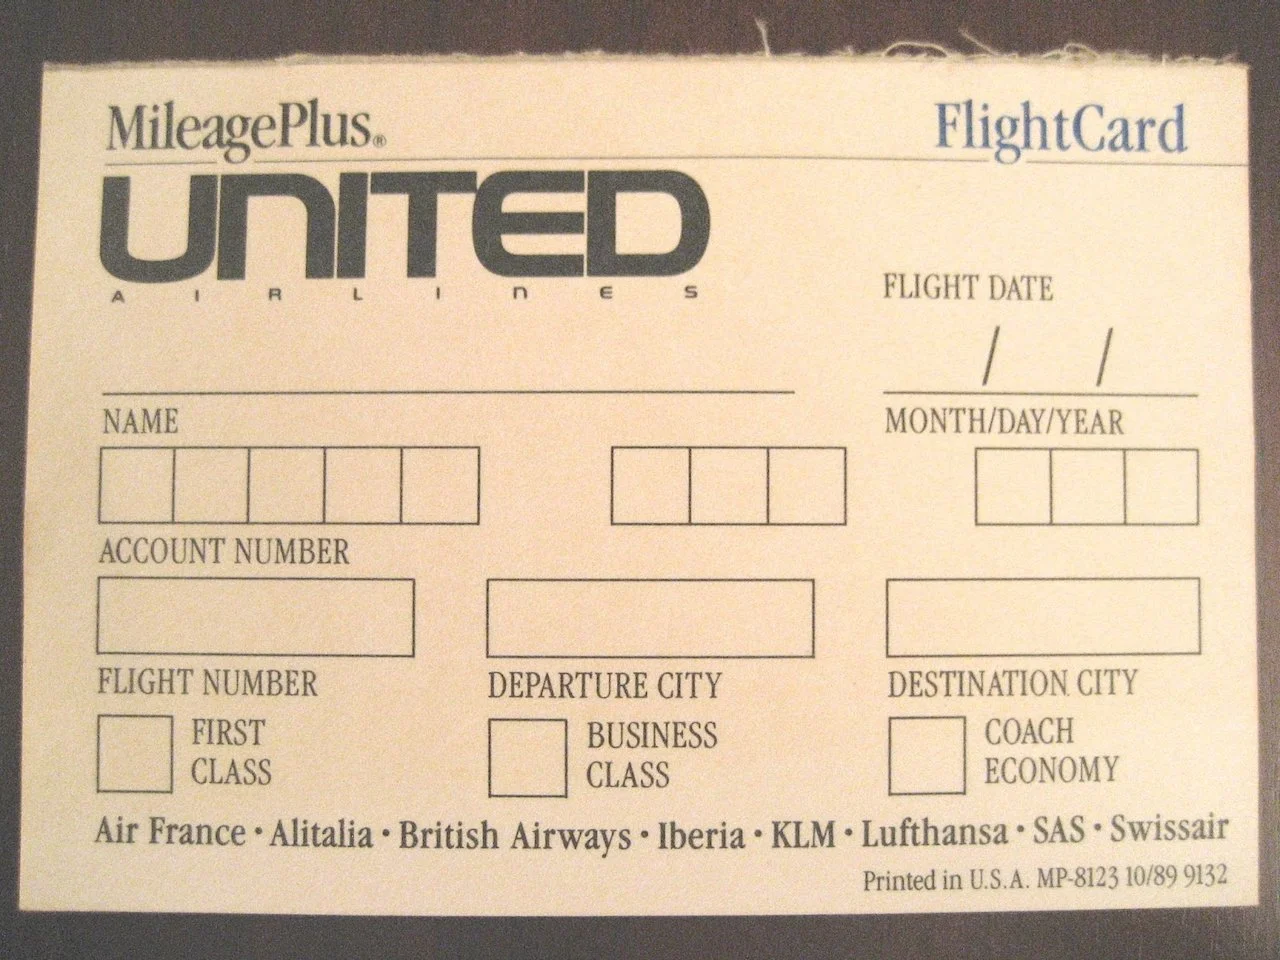 MileagePlus® FlightCard
UNITED
AIRLINES
FLIGHT DATE
/ /
NAME MONTH/DAY/YEAR
ACCOUNT NUMBER
FLIGHT NUMBER DEPARTURE CITY DESTINATION CITY
FIRST CLASS BUSINESS CLASS COACH ECONOMY
Air France • Alitalia • British Airways • Iberia • KLM • Lufthansa • SAS • Swissair
Printed in U.S.A. MP-8123 10/89 9132